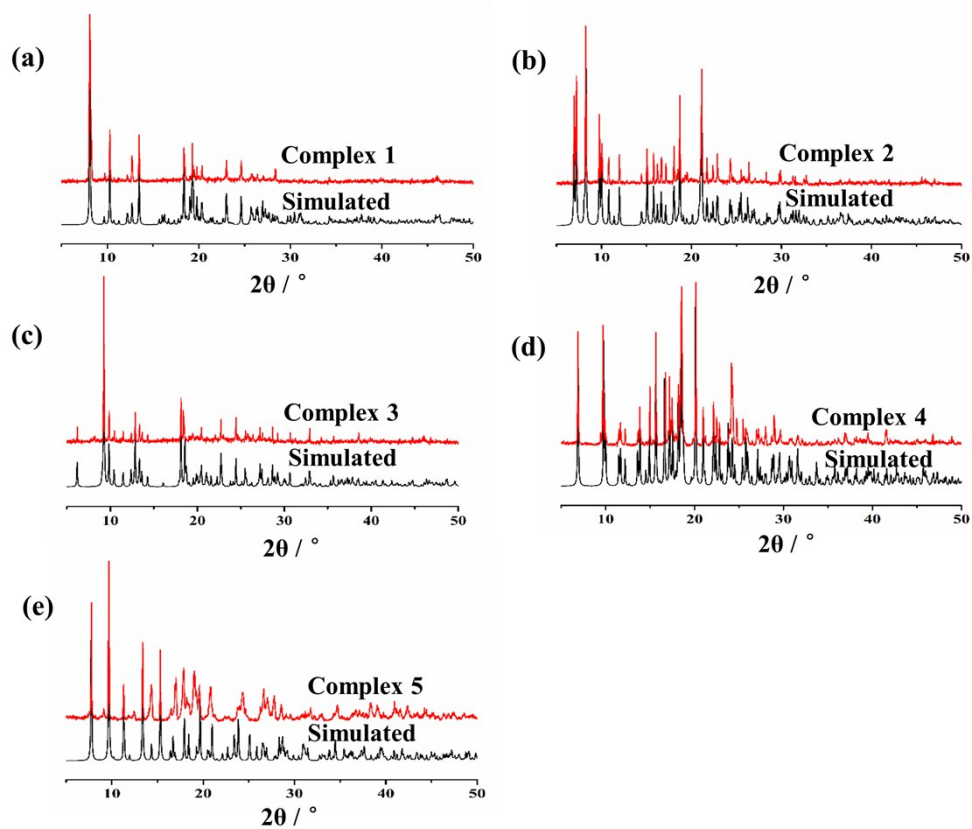 (a)
Complex 1
Simulated
10 20 30 40 50
2θ / °
(b)
Complex 2
Simulated
10 20 30 40 50
2θ / °
(c)
Complex 3
Simulated
10 20 30 40 50
2θ / °
(d)
Complex 4
Simulated
10 20 30 40 50
2θ / °
(e)
Complex 5
Simulated
10 20 30 40 50
2θ / °